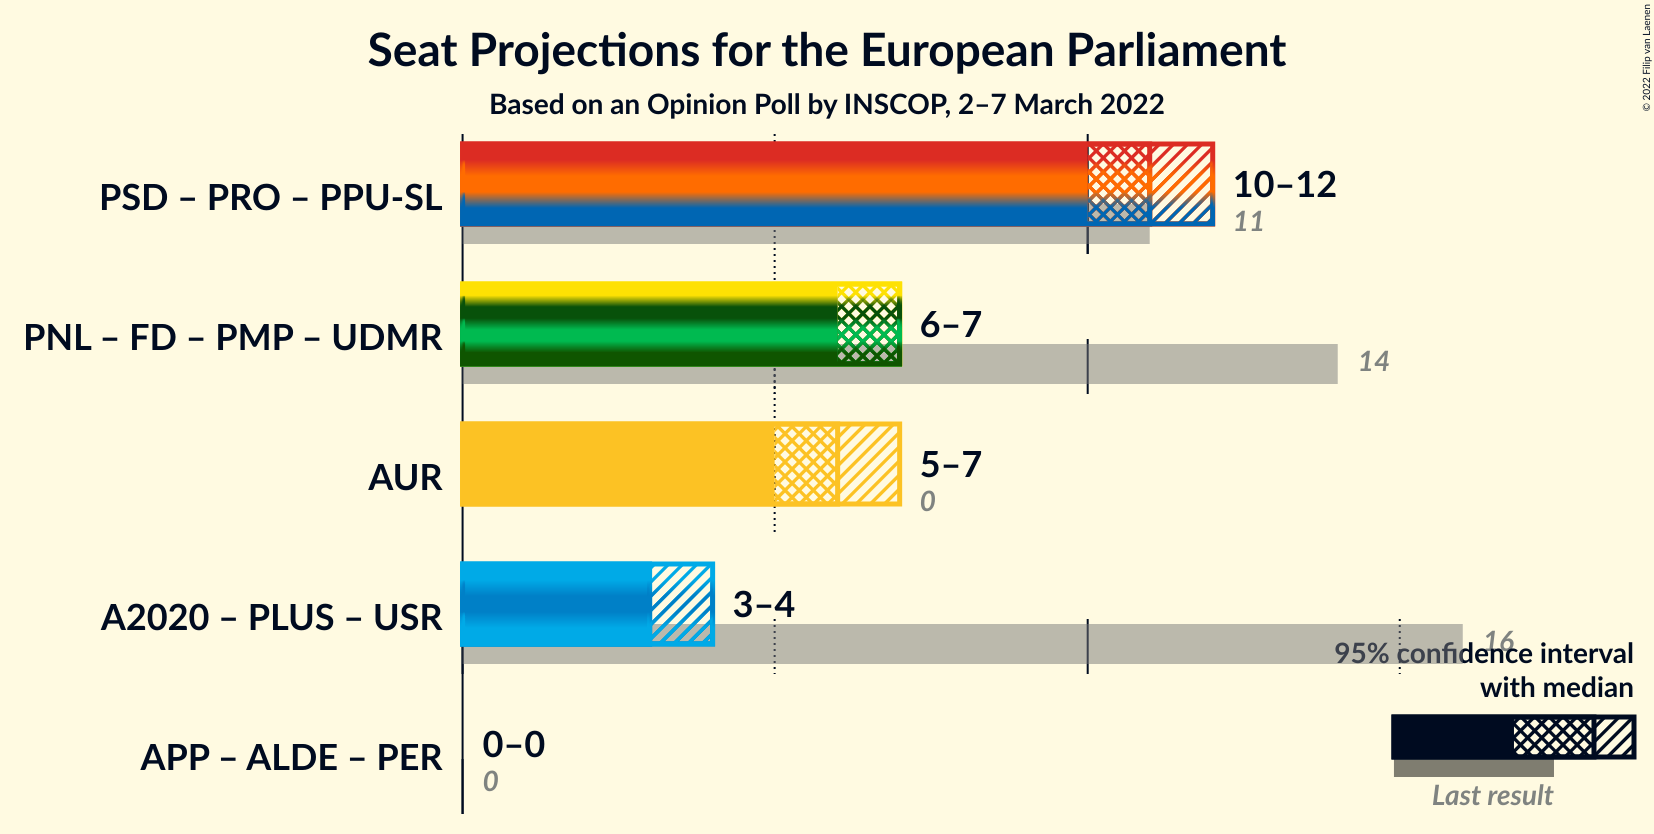 Seat Projections for the European Parliament
Based on an Opinion Poll by INSCOP, 2–7 March 2022
© 2022 Filip van Laenen
PSD – PRO – PPU-SL
10–12
11
PNL – FD – PMP – UDMR
6–7
14
AUR
5–7
0
A2020 – PLUS – USR
3–4
16
APP – ALDE – PER
0–0
0
95% confidence interval
with median
Last result